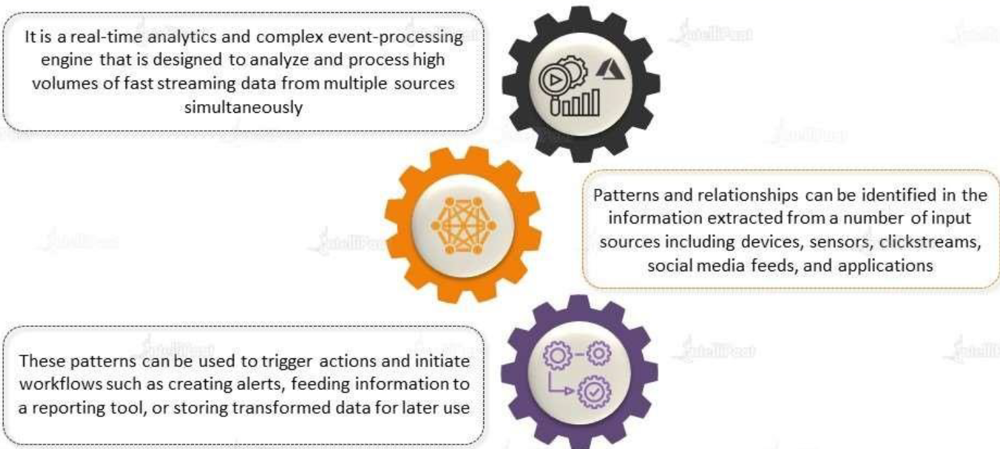 It is a real-time analytics and complex event-processing
engine that is designed to analyze and process high
volumes of fast streaming data from multiple sources
simultaneously
Patterns and relationships can be identified in the
information extracted from a number of input
sources including devices, sensors, clickstreams,
social media feeds, and applications
These patterns can be used to trigger actions and initiate
workflows such as creating alerts, feeding information to
a reporting tool, or storing transformed data for later use